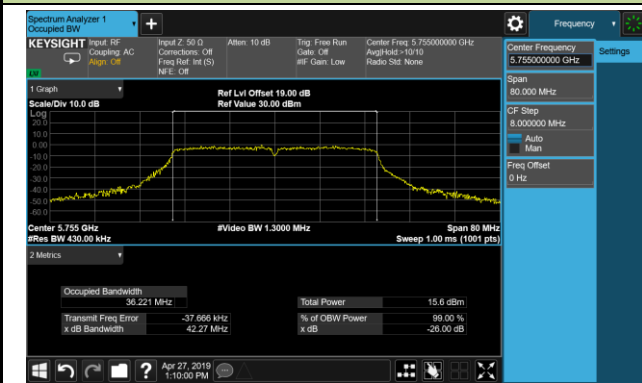 Spectrum Analyzer 1
Occupied BW
+
Frequency
KEYSIGHT
Input: RF
Coupling: AC
Align: Off
Input Z: 50 Ω
Corrections: Off
Freq Ref: Int (S)
NFE: Off
Atten: 10 dB
Trig: Free Run
Gate: Off
#IF Gain: Low
Center Freq: 5.755000000 GHz
Avg|Hold:>10/10
Radio Std: None
Center Frequency
5.755000000 GHz
Settings
Span
80.000 MHz
CF Step
8.000000 MHz
Auto
Man
Freq Offset
0 Hz
1 Graph
Scale/Div 10.0 dB
Ref Lvl Offset 19.00 dB
Ref Value 30.00 dBm
Log
20.0
10.0
0.00
-10.0
-20.0
-30.0
-40.0
-50.0
-60.0
Center 5.755 GHz
#Video BW 1.3000 MHz
Span 80 MHz
#Res BW 430.00 kHz
Sweep 1.00 ms (1001 pts)
2 Metrics
Occupied Bandwidth
36.221 MHz
Total Power 15.6 dBm
Transmit Freq Error -37.666 kHz
% of OBW Power 99.00 %
x dB Bandwidth 42.27 MHz
x dB -26.00 dB
?
Apr 27, 2019
1:10:00 PM